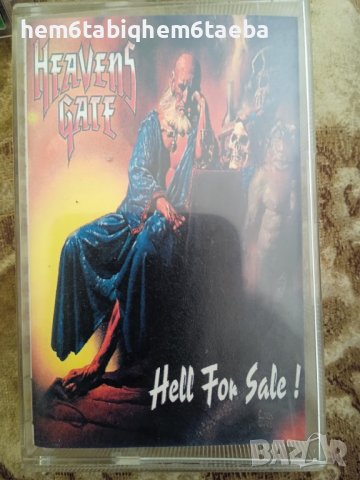 hem6tabiqhem6taeba
HEAVENS
GATE
Hell For Sale !
BAZAR